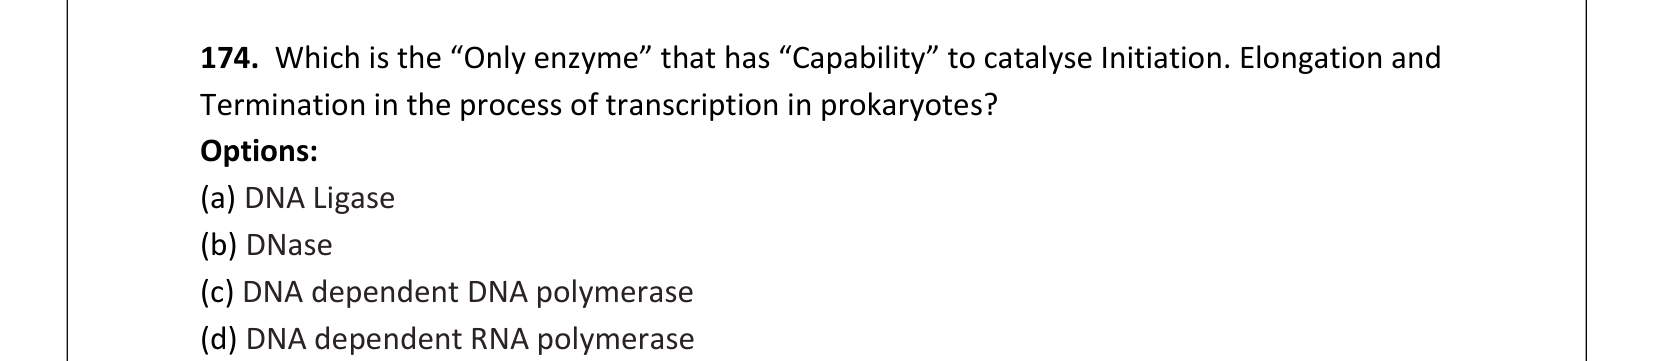 174. Which is the “Only enzyme” that has “Capability” to catalyse Initiation. Elongation and
Termination in the process of transcription in prokaryotes?
Options:
(a) DNA Ligase
(b) DNase
(c) DNA dependent DNA polymerase
(d) DNA dependent RNA polymerase